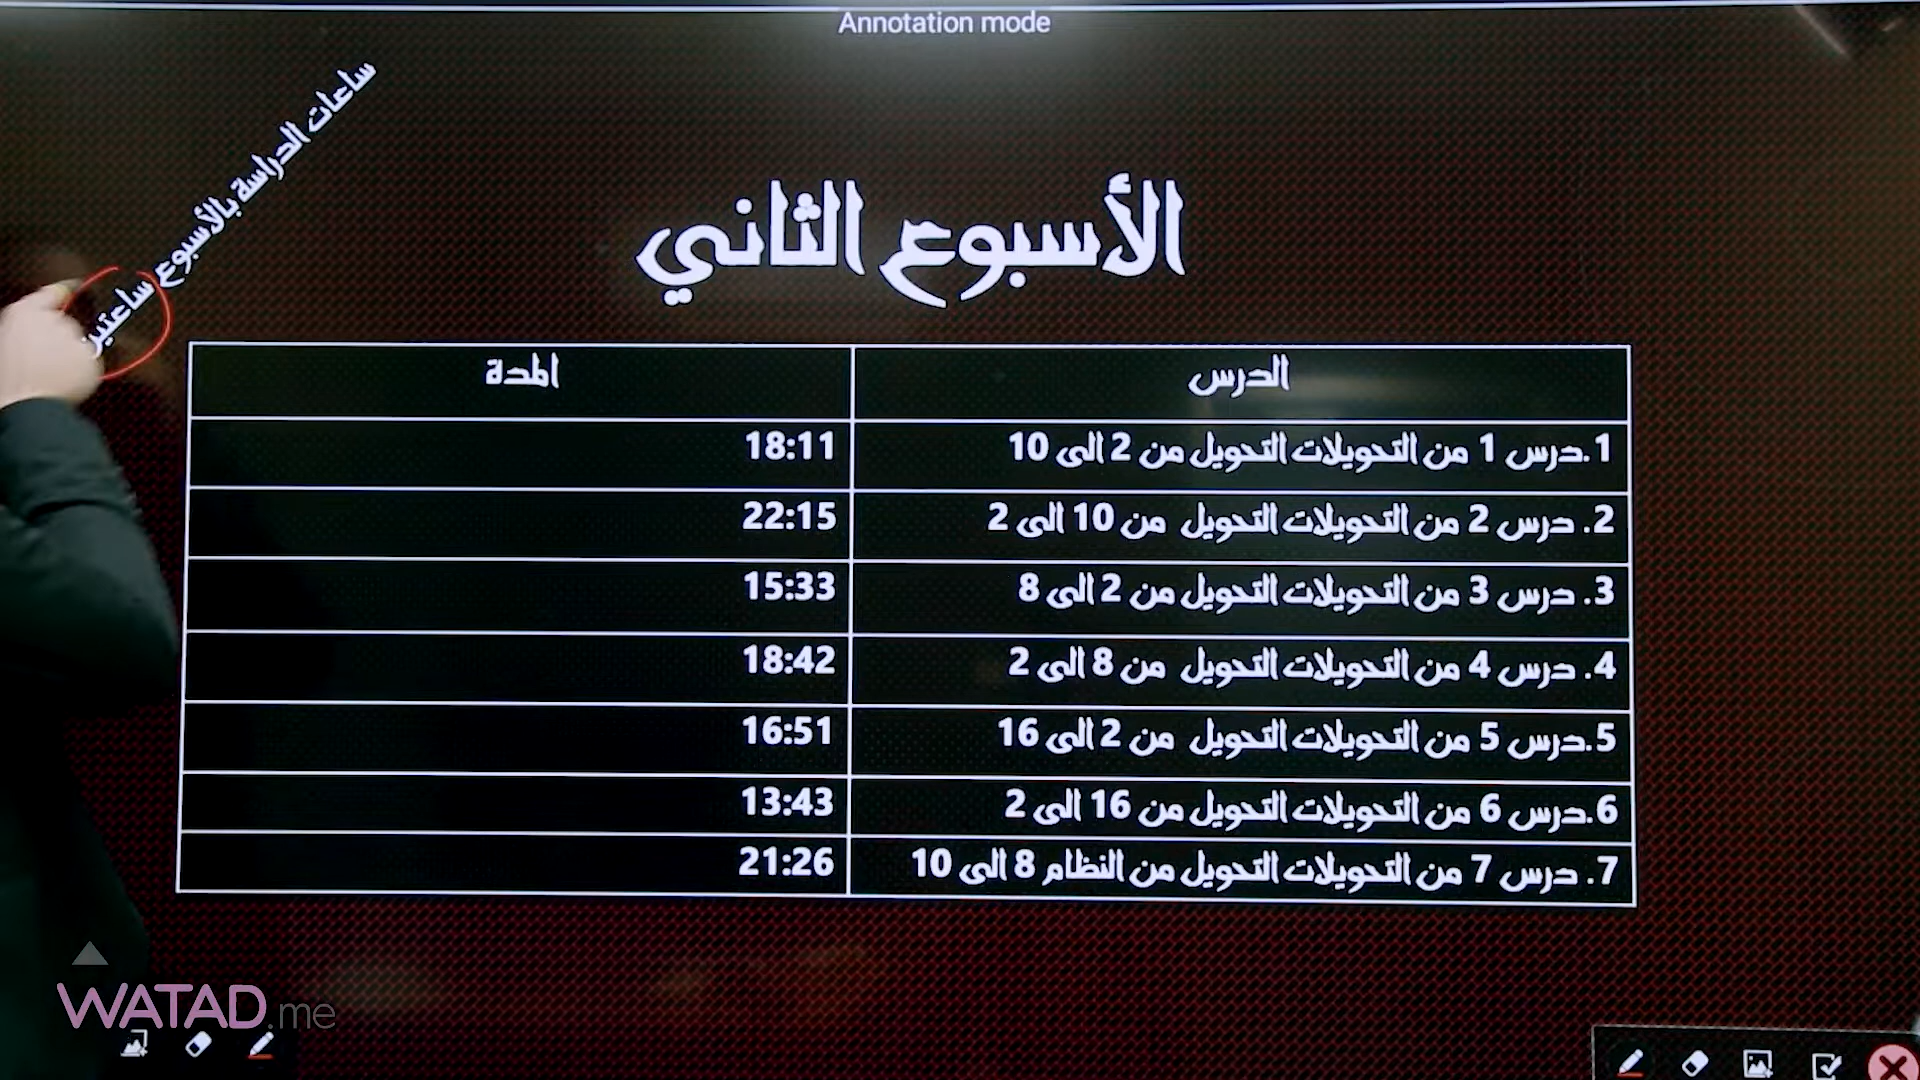 Annotation mode
ساعات الدراسة بالأسبوع ساعتين
الأسبوع الثاني
الدرس المدة
1.درس 1 من التحويلات التحويل من 2 الى 10 18:11
2. درس 2 من التحويلات التحويل من 10 الى 2 22:15
3. درس 3 من التحويلات التحويل من 2 الى 8 15:33
4. درس 4 من التحويلات التحويل من 8 الى 2 18:42
5.درس 5 من التحويلات التحويل من 2 الى 16 16:51
6.درس 6 من التحويلات التحويل من 16 الى 2 13:43
7. درس 7 من التحويلات التحويل من النظام 8 الى 10 21:26
WATAD.me